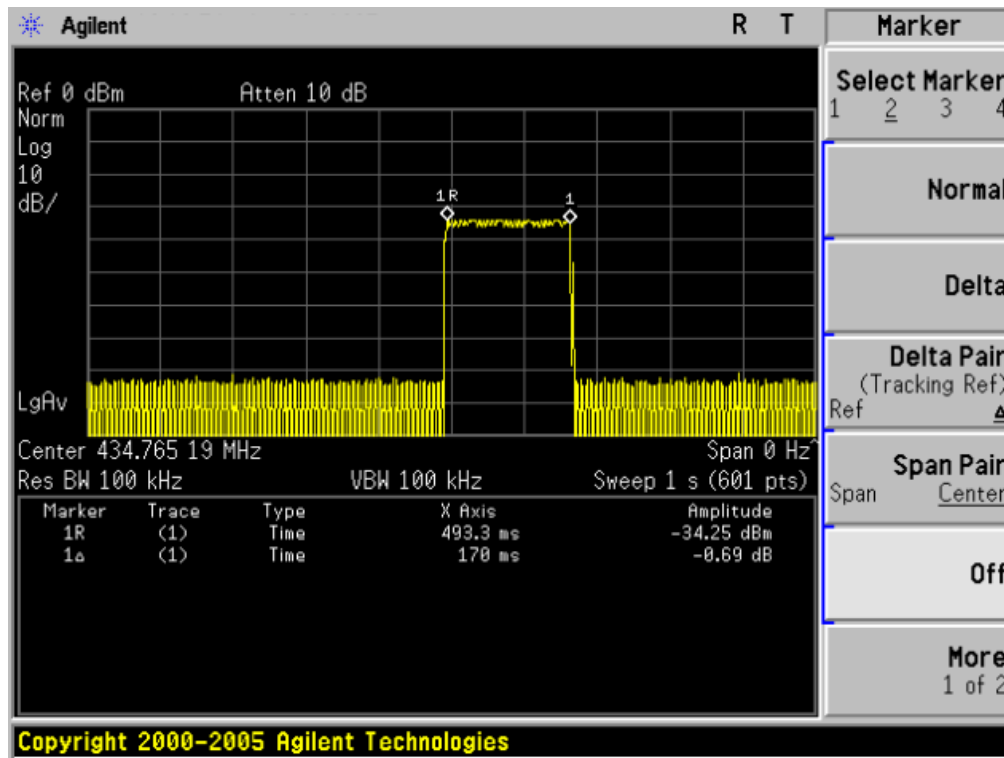 Agilent R T Marker
Ref 0 dBm Atten 10 dB
Norm
Log
10
dB/
1R 1
LgAv
Center 434.765 19 MHz Span 0 Hz^
Res BW 100 kHz VBW 100 kHz Sweep 1 s (601 pts)
Marker Trace Type X Axis Amplitude
1R (1) Time 493.3 ms -34.25 dBm
1Δ (1) Time 170 ms -0.69 dB
Select Marker
1 2 3 4
Normal
Delta
Delta Pair
(Tracking Ref)
Ref Δ
Span Pair
Span Center
Off
More
1 of 2
Copyright 2000-2005 Agilent Technologies